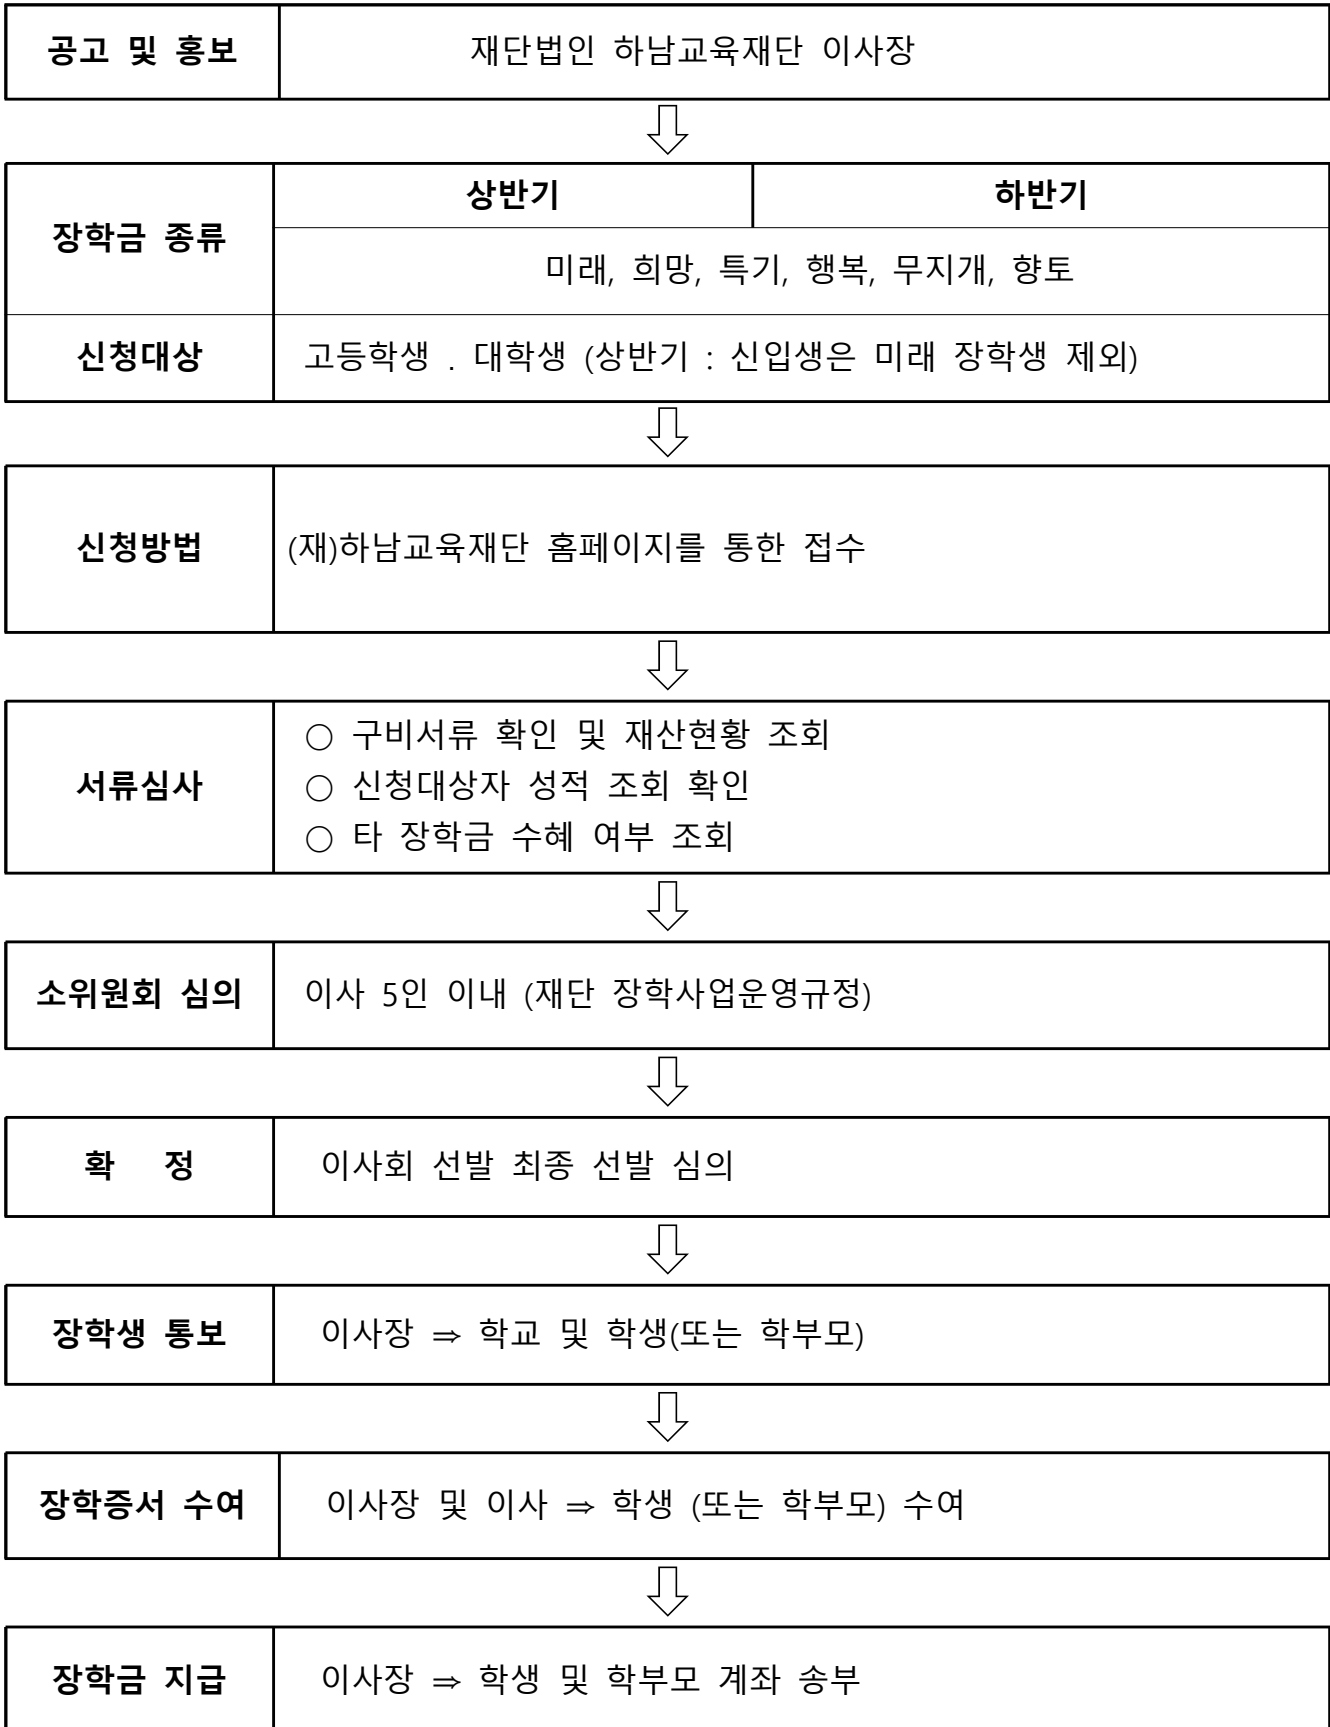 공고 및 홍보 재단법인 하남교육재단 이사장
상반기 하반기
장학금 종류
미래, 희망, 특기, 행복, 무지개, 향토
신청대상 고등학생 . 대학생 (상반기 : 신입생은 미래 장학생 제외)
신청방법 (재)하남교육재단 홈페이지를 통한 접수
○ 구비서류 확인 및 재산현황 조회
서류심사 ○ 신청대상자 성적 조회 확인
○ 타 장학금 수혜 여부 조회
소위원회 심의 이사 5인 이내 (재단 장학사업운영규정)
확 정 이사회 선발 최종 선발 심의
장학생 통보 이사장 ⇒ 학교 및 학생(또는 학부모)
장학증서 수여 이사장 및 이사 ⇒ 학생 (또는 학부모) 수여
장학금 지급 이사장 ⇒ 학생 및 학부모 계좌 송부